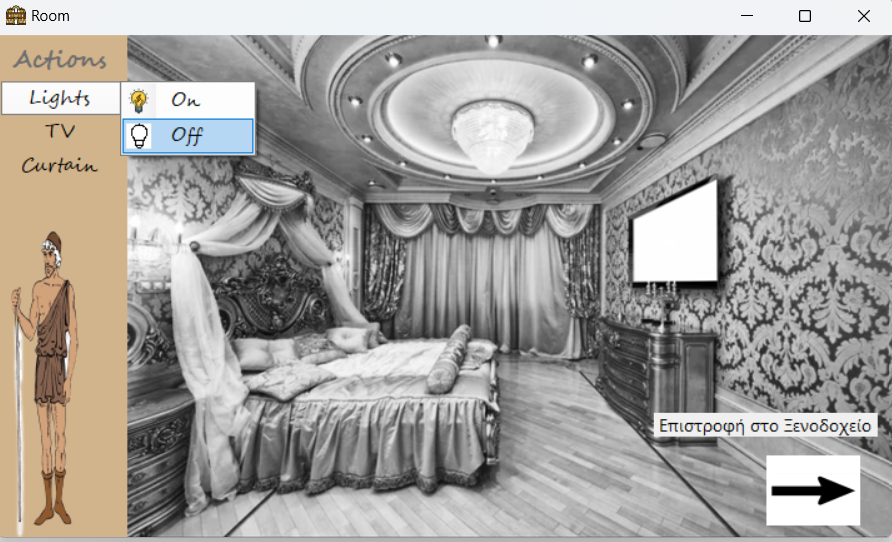 Room
Actions
Lights
On
Off
TV
Curtain
Επιστροφή στο Ξενοδοχείο